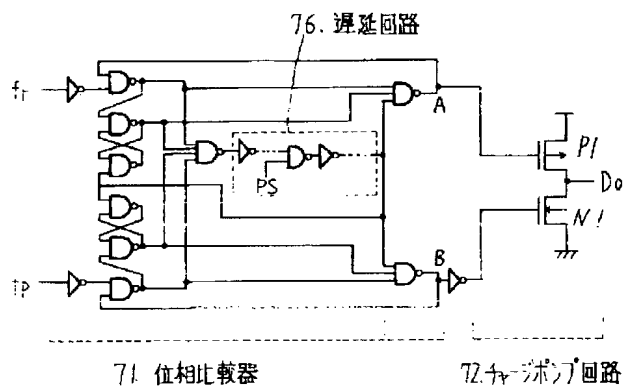 76. 遅延回路
fr
A
P1
PS
Do
N1
B
fp
71. 位相比較器
72. チャージポンプ回路